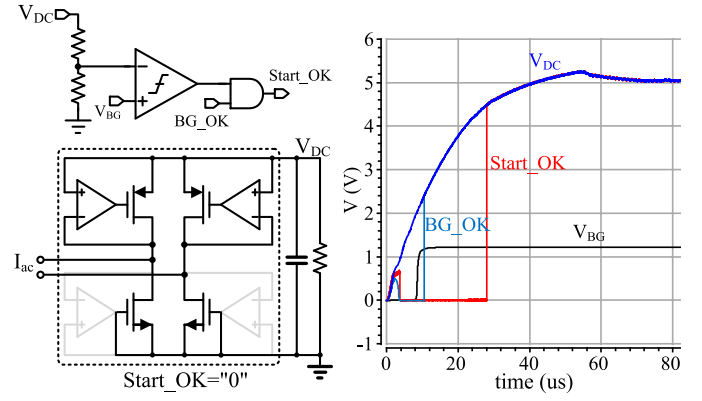 V_DC
−
+
V_BG
BG_OK
Start_OK
V_DC
+
−
+
−
I_ac
+
−
+
−
Start_OK="0"
6
5
4
3
2
1
0
-1
V (V)
V_DC
Start_OK
BG_OK
V_BG
0
20
40
60
80
time (us)